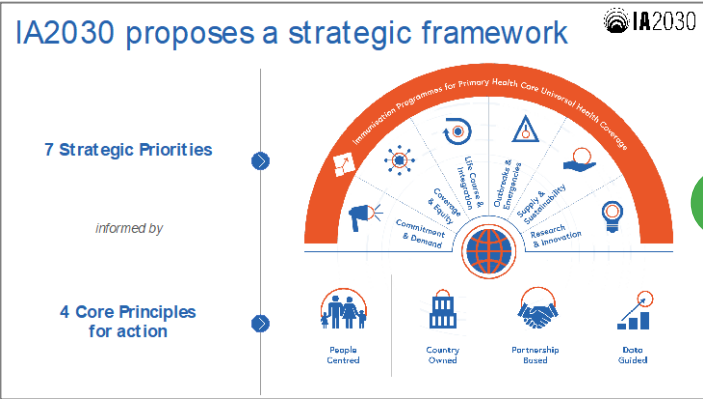 IA2030 proposes a strategic framework
IA2030
Immunisation Programmes for Primary Health Care Universal Health Coverage
7 Strategic Priorities
Commitment
& Demand
Coverage
& Equity
Life Course &
Integration
Outbreaks &
Emergencies
Supply &
Sustainability
Research
& Innovation
informed by
4 Core Principles
for action
People
Centred
Country
Owned
Partnership
Based
Data
Guided